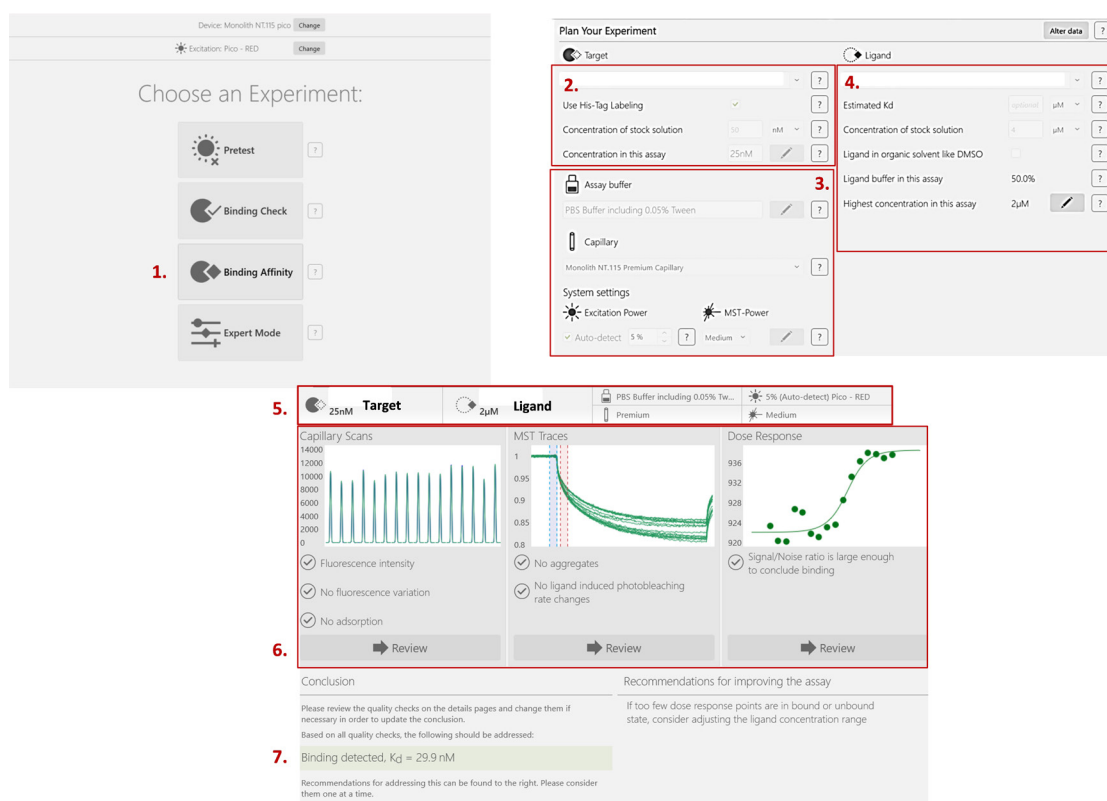 Device: Monolith NT.115 pico Change
Excitation: Pico - RED Change
Choose an Experiment:
Pretest ?
Binding Check ?
1. Binding Affinity ?
Expert Mode ?
Plan Your Experiment Alter data ?
Target
2. ?
Use His-Tag Labeling ?
Concentration of stock solution 50 nM ?
Concentration in this assay 25nM ?
Assay buffer 3.
PBS Buffer including 0.05% Tween ?
Capillary
Monolith NT.115 Premium Capillary ?
System settings
Excitation Power MST-Power
Auto-detect 5 % ? Medium ?
Ligand
4. ?
Estimated Kd optional µM ?
Concentration of stock solution 4 µM ?
Ligand in organic solvent like DMSO ?
Ligand buffer in this assay 50.0% ?
Highest concentration in this assay 2µM ?
5. 25nM Target 2µM Ligand
PBS Buffer including 0.05% Tw... 5% (Auto-detect) Pico - RED
Premium Medium
Capillary Scans
14000
12000
10000
8000
6000
4000
2000
0
Fluorescence intensity
No fluorescence variation
No adsorption
6. Review
MST Traces
1
0.95
0.9
0.85
0.8
No aggregates
No ligand induced photobleaching
rate changes
Review
Dose Response
936
932
928
924
920
Signal/Noise ratio is large enough
to conclude binding
Review
Conclusion
Please review the quality checks on the details pages and change them if
necessary in order to update the conclusion.
Based on all quality checks, the following should be addressed:
7. Binding detected, Kd = 29.9 nM
Recommendations for addressing this can be found to the right. Please consider
them one at a time.
Recommendations for improving the assay
If too few dose response points are in bound or unbound
state, consider adjusting the ligand concentration range